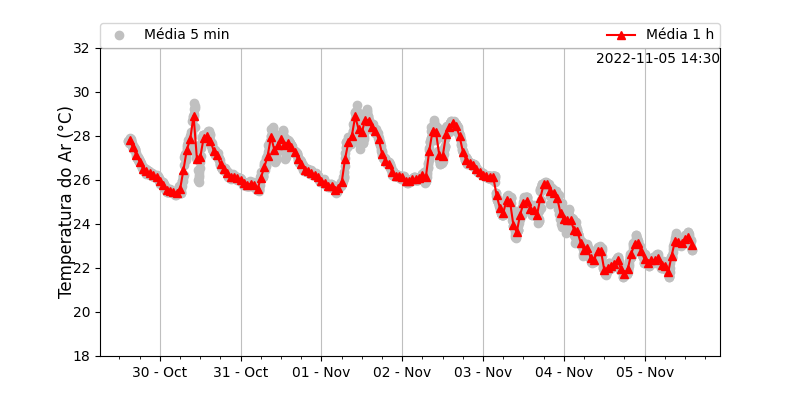 Média 5 min
Média 1 h
2022-11-05 14:30
Temperatura do Ar (°C)
32
30
28
26
24
22
20
18
30 - Oct
31 - Oct
01 - Nov
02 - Nov
03 - Nov
04 - Nov
05 - Nov